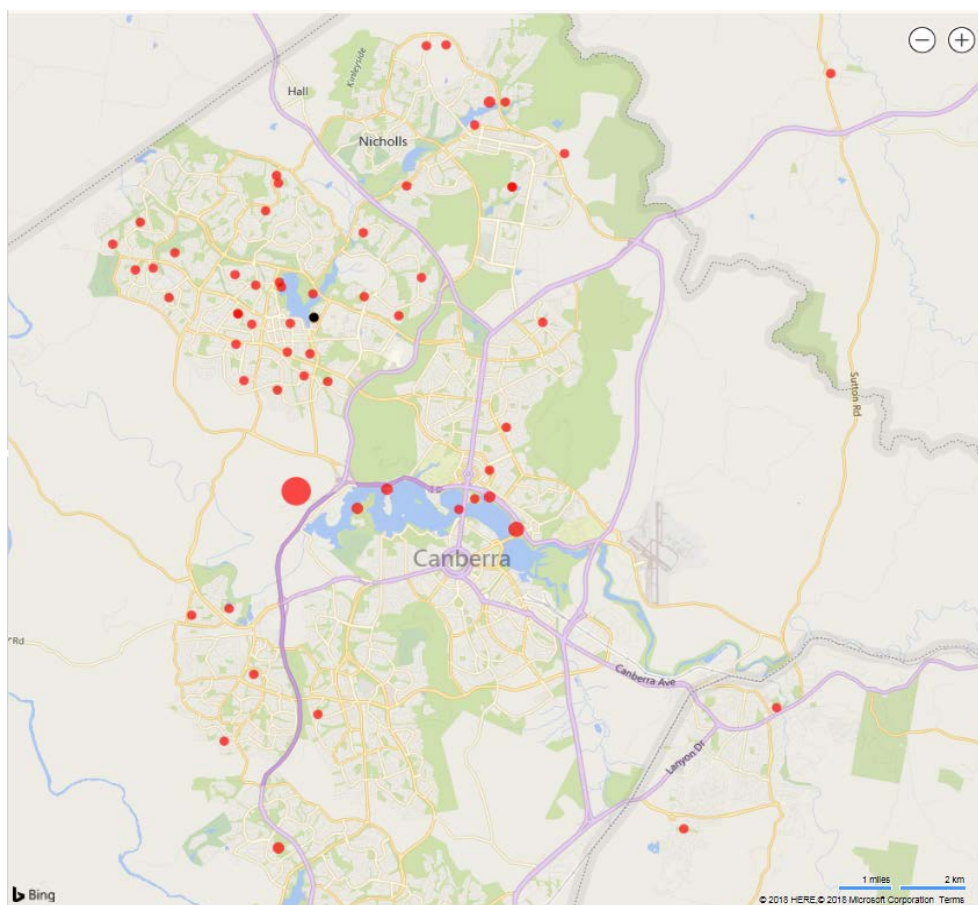 Kinleyside
Hall
Nicholls
Sutton Rd
Canberra
Rd
Canberra Ave
Lanyon Dr
1 miles 2 km
Bing
© 2018 HERE,© 2018 Microsoft Corporation Terms